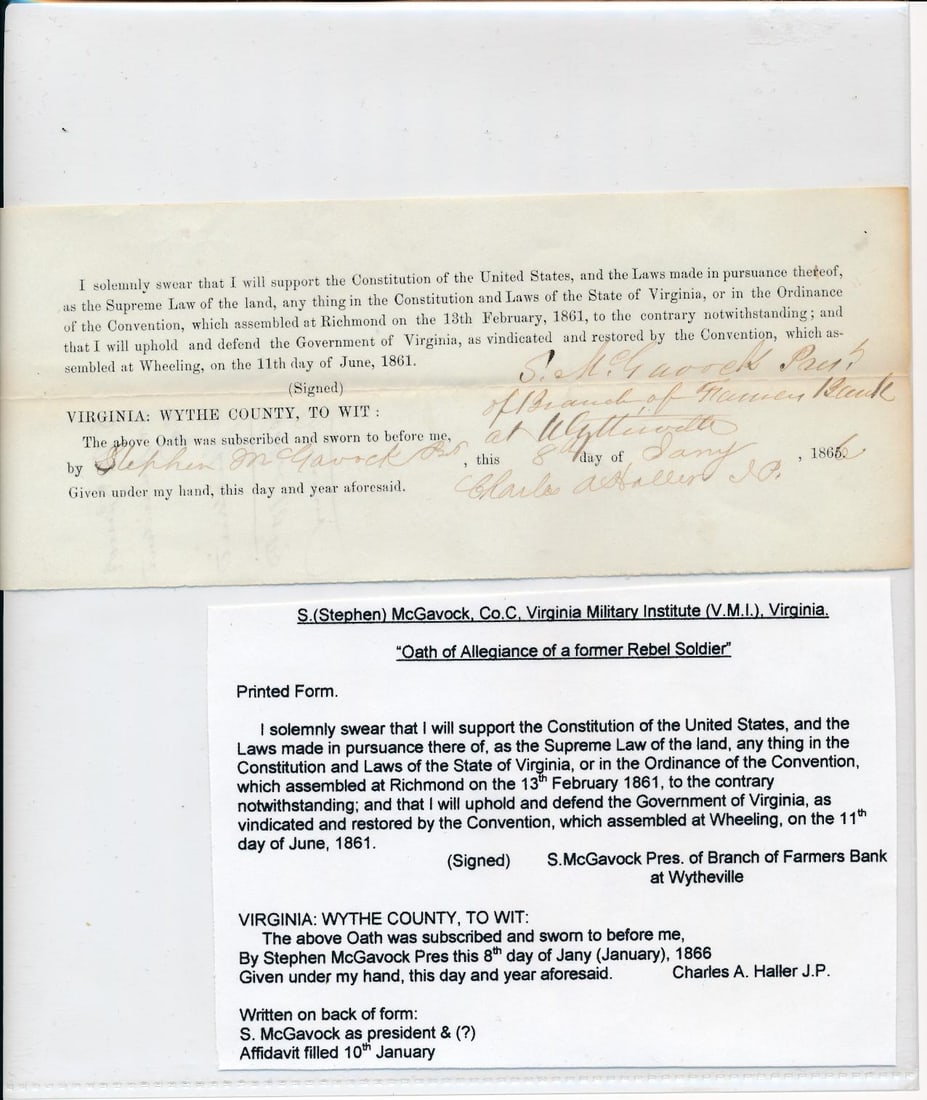 I solemnly swear that I will support the Constitution of the United States, and the Laws made in pursuance thereof,
as the Supreme Law of the land, any thing in the Constitution and Laws of the State of Virginia, or in the Ordinance
of the Convention, which assembled at Richmond on the 13th February, 1861, to the contrary notwithstanding; and
that I will uphold and defend the Government of Virginia, as vindicated and restored by the Convention, which as-
sembled at Wheeling, on the 11th day of June, 1861.
S. McGavock Pres.t
(Signed)
of Branch of Farmers Bank
VIRGINIA: WYTHE COUNTY, TO WIT:
at Wytheville
The above Oath was subscribed and sworn to before me,
by Stephen McGavock Pres, this 8th day of Jany, 1866
Given under my hand, this day and year aforesaid.
Charles A Haller J.P.
S.(Stephen) McGavock, Co.C, Virginia Military Institute (V.M.I.), Virginia.
"Oath of Allegiance of a former Rebel Soldier"
Printed Form.
I solemnly swear that I will support the Constitution of the United States, and the
Laws made in pursuance there of, as the Supreme Law of the land, any thing in the
Constitution and Laws of the State of Virginia, or in the Ordinance of the Convention,
which assembled at Richmond on the 13th February 1861, to the contrary
notwithstanding; and that I will uphold and defend the Government of Virginia, as
vindicated and restored by the Convention, which assembled at Wheeling, on the 11th
day of June, 1861.
(Signed) S.McGavock Pres. of Branch of Farmers Bank
at Wytheville
VIRGINIA: WYTHE COUNTY, TO WIT:
The above Oath was subscribed and sworn to before me,
By Stephen McGavock Pres this 8th day of Jany (January), 1866
Given under my hand, this day and year aforesaid. Charles A. Haller J.P.
Written on back of form:
S. McGavock as president & (?)
Affidavit filled 10th January